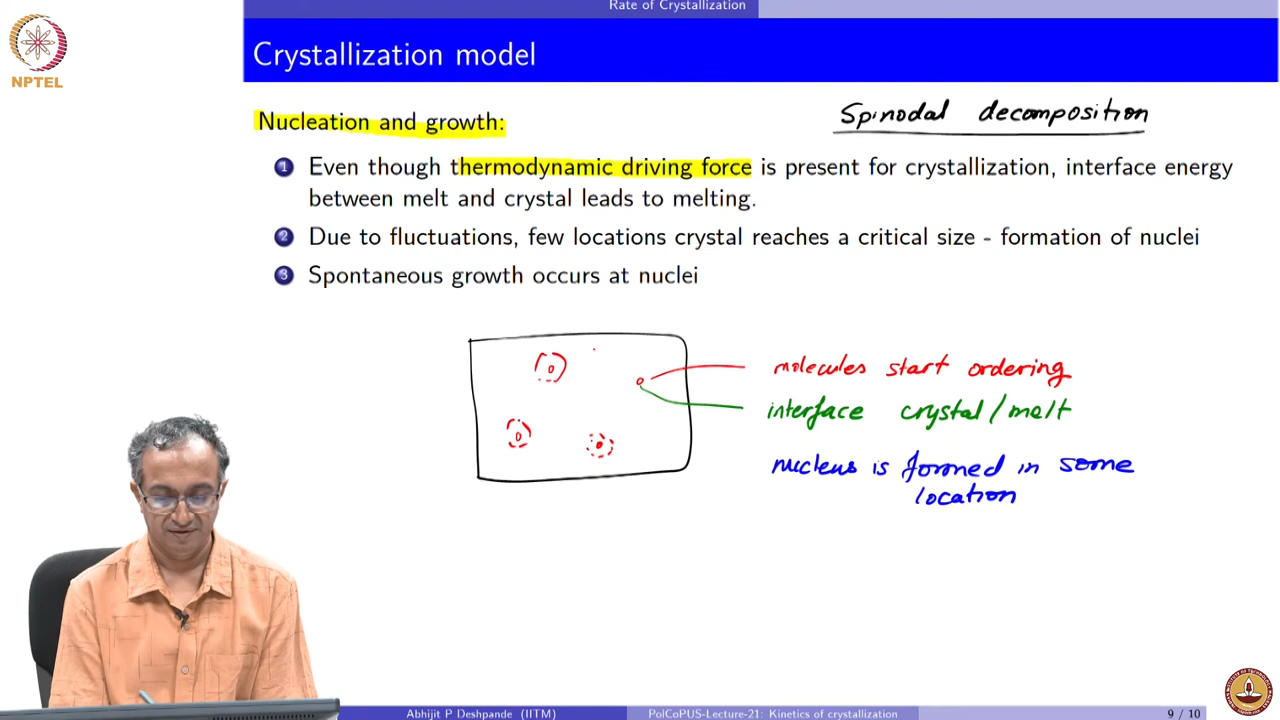 Rate of Crystallization
NPTEL
Crystallization model
Nucleation and growth:
Spinodal decomposition
1 Even though thermodynamic driving force is present for crystallization, interface energy
between melt and crystal leads to melting.
2 Due to fluctuations, few locations crystal reaches a critical size - formation of nuclei
3 Spontaneous growth occurs at nuclei
molecules start ordering
interface crystal/melt
nucleus is formed in some
location
Abhijit P Deshpande (IITM)
PolCoPUS-Lecture-21: Kinetics of crystallization
9 / 10